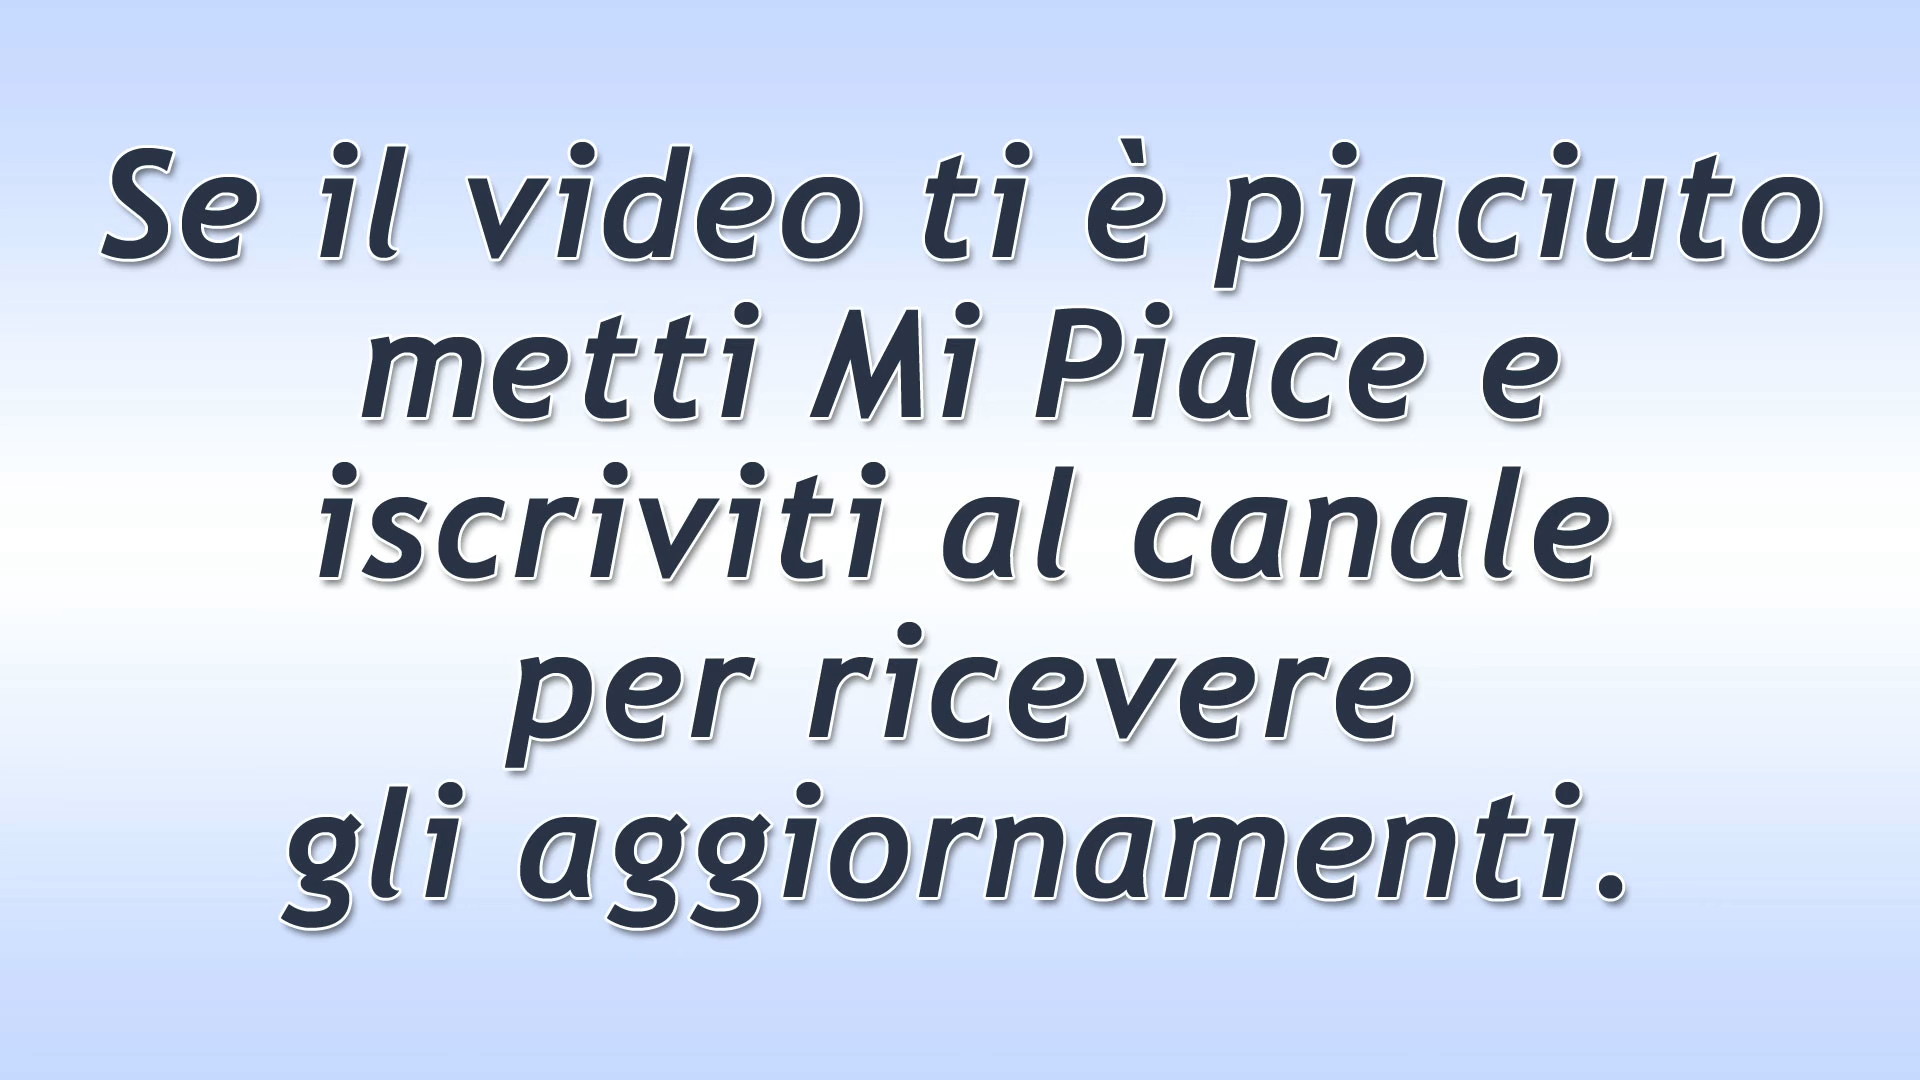 Se il video ti è piaciuto
metti Mi Piace e
iscriviti al canale
per ricevere
gli aggiornamenti.